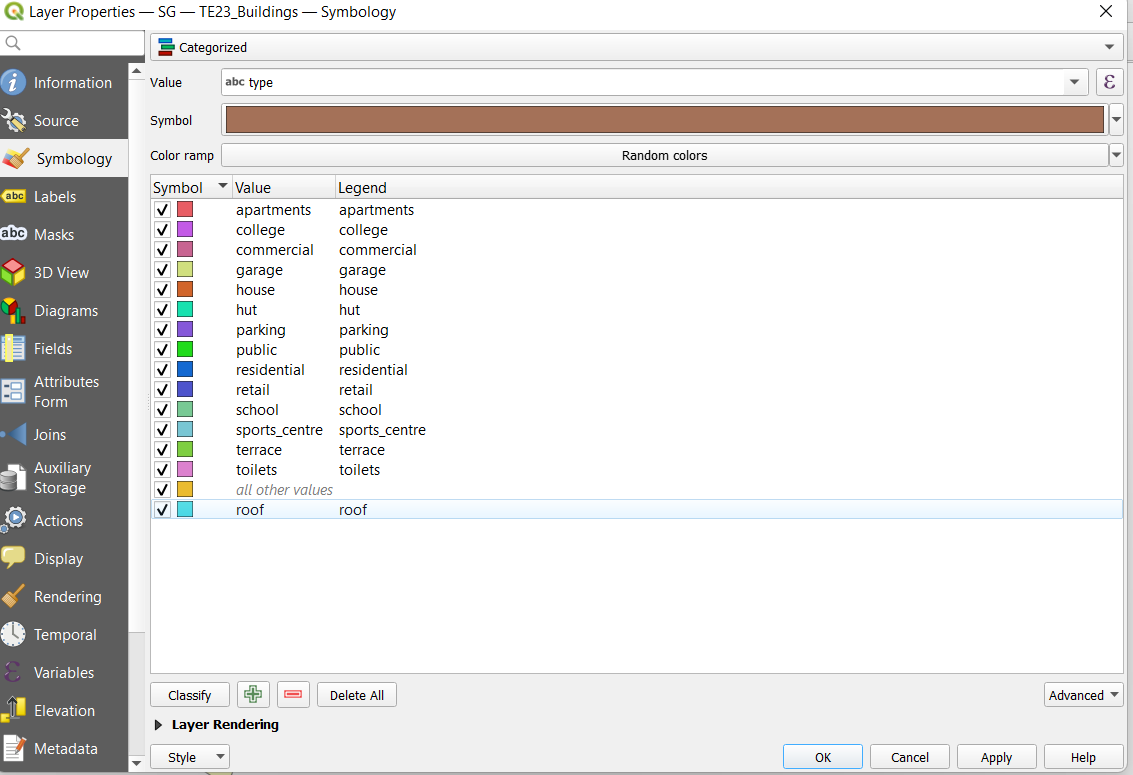 Layer Properties — SG — TE23_Buildings — Symbology
Categorized
Information
Source
Symbology
Labels
abc
Masks
abc
3D View
Diagrams
Fields
Attributes
Form
Joins
Auxiliary
Storage
Actions
Display
Rendering
Temporal
Variables
Elevation
Metadata
Value abc type ε
Symbol
Color ramp Random colors
Symbol Value Legend
apartments apartments
college college
commercial commercial
garage garage
house house
hut hut
parking parking
public public
residential residential
retail retail
school school
sports_centre sports_centre
terrace terrace
toilets toilets
all other values
roof roof
Classify Delete All Advanced
Layer Rendering
Style OK Cancel Apply Help